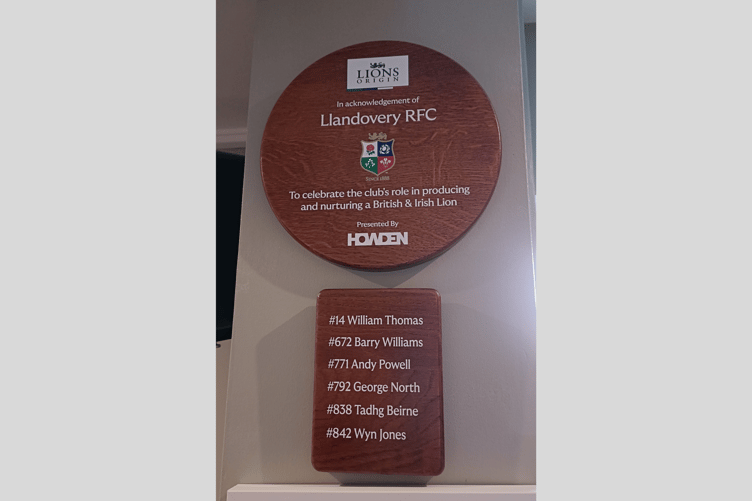 LIONS
ORIGIN
In acknowledgement of
Llandovery RFC
SINCE 1888
To celebrate the club's role in producing
and nurturing a British & Irish Lion
Presented By
HOWDEN
#14 William Thomas
#672 Barry Williams
#771 Andy Powell
#792 George North
#838 Tadhg Beirne
#842 Wyn Jones